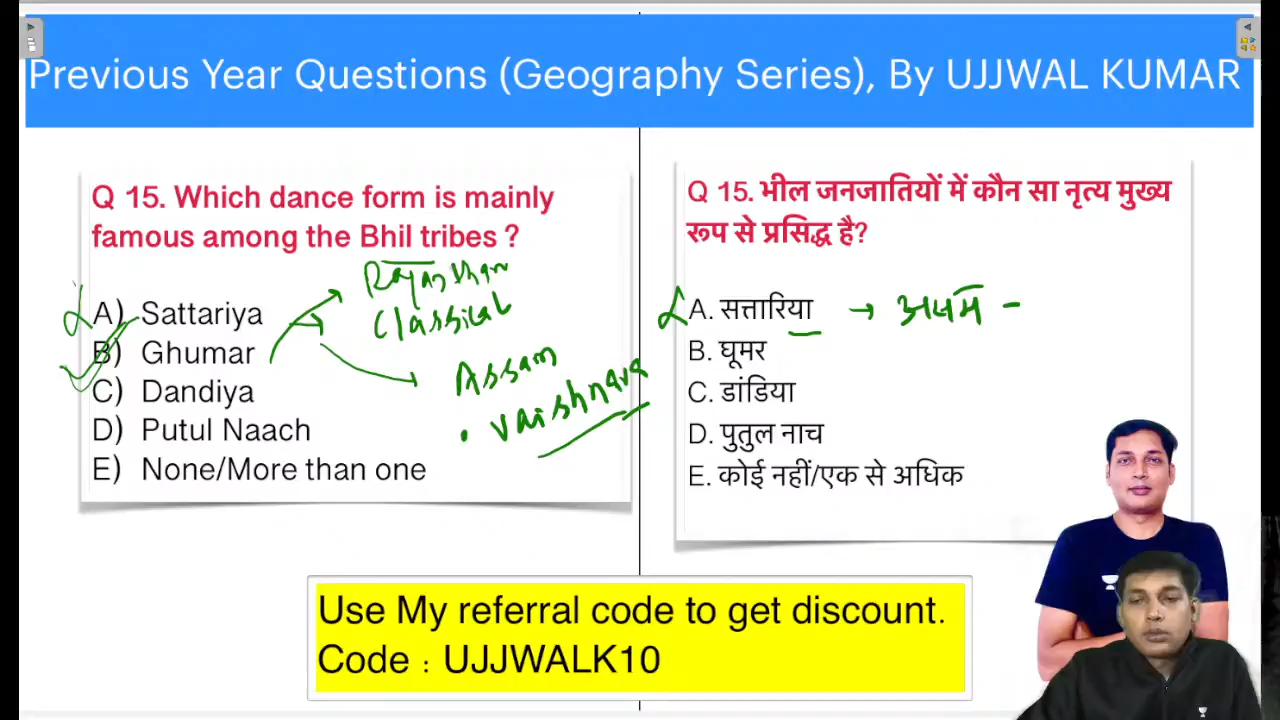 Previous Year Questions (Geography Series), By UJJWAL KUMAR
Q 15. Which dance form is mainly
famous among the Bhil tribes ?
A) Sattariya
B) Ghumar
C) Dandiya
D) Putul Naach
E) None/More than one
Rajasthan
Classical
Assam
• Vaishnava
Q 15. भील जनजातियों में कौन सा नृत्य मुख्य
रूप से प्रसिद्ध है?
A. सत्तारिया → असम -
B. घूमर
C. डांडिया
D. पुतुल नाच
E. कोई नहीं/एक से अधिक
Use My referral code to get discount.
Code : UJJWALK10